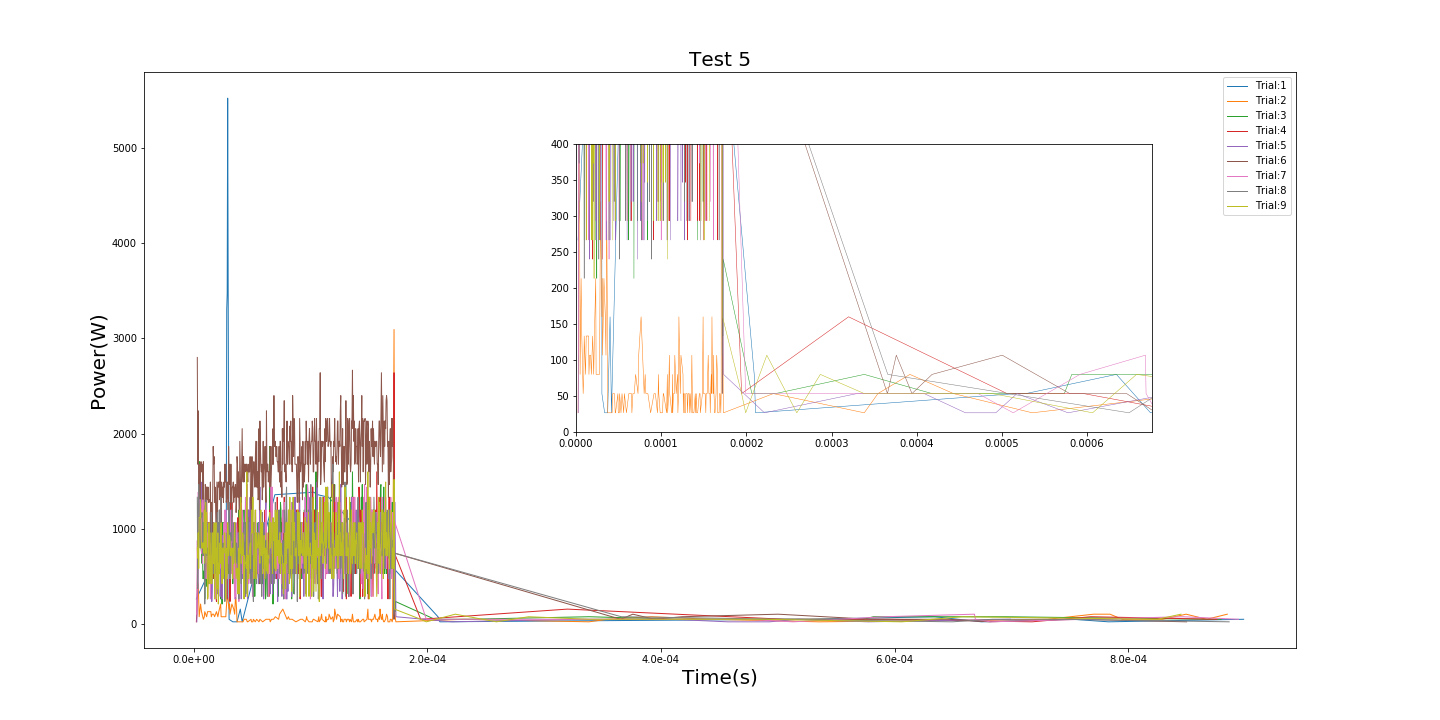 Test 5
Power(W)
5000
4000
3000
2000
1000
0
0.0e+00
2.0e-04
4.0e-04
6.0e-04
8.0e-04
Time(s)
400
350
300
250
200
150
100
50
0
0.0000
0.0001
0.0002
0.0003
0.0004
0.0005
0.0006
Trial:1
Trial:2
Trial:3
Trial:4
Trial:5
Trial:6
Trial:7
Trial:8
Trial:9